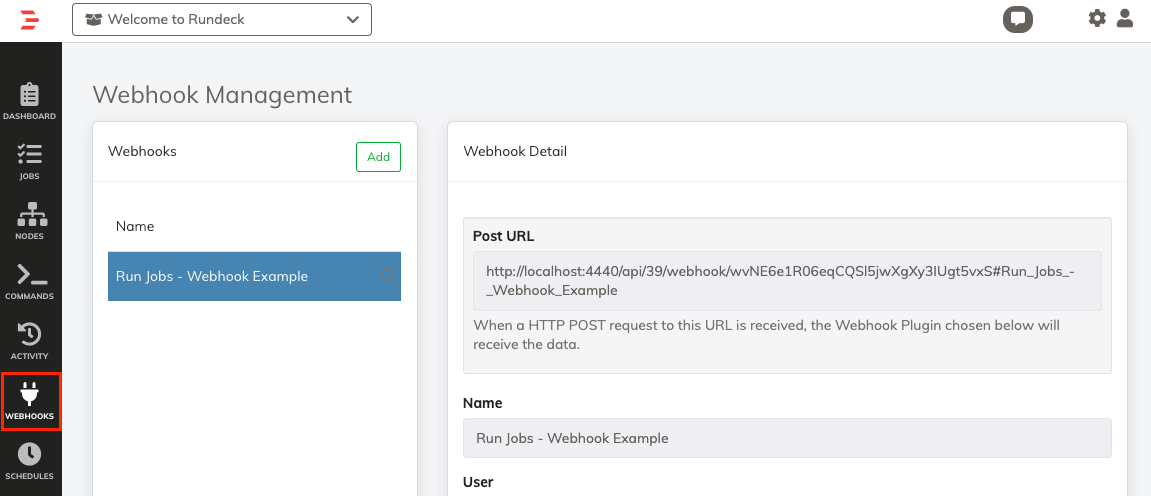 Welcome to Rundeck
DASHBOARD
JOBS
NODES
COMMANDS
ACTIVITY
WEBHOOKS
SCHEDULES
Webhook Management
Webhooks
Add
Name
Run Jobs - Webhook Example
Webhook Detail
Post URL
http://localhost:4440/api/39/webhook/wvNE6e1R06eqCQSl5jwXgXy3IUgt5vxS#Run_Jobs_-
_Webhook_Example
When a HTTP POST request to this URL is received, the Webhook Plugin chosen below will
receive the data.
Name
Run Jobs - Webhook Example
User